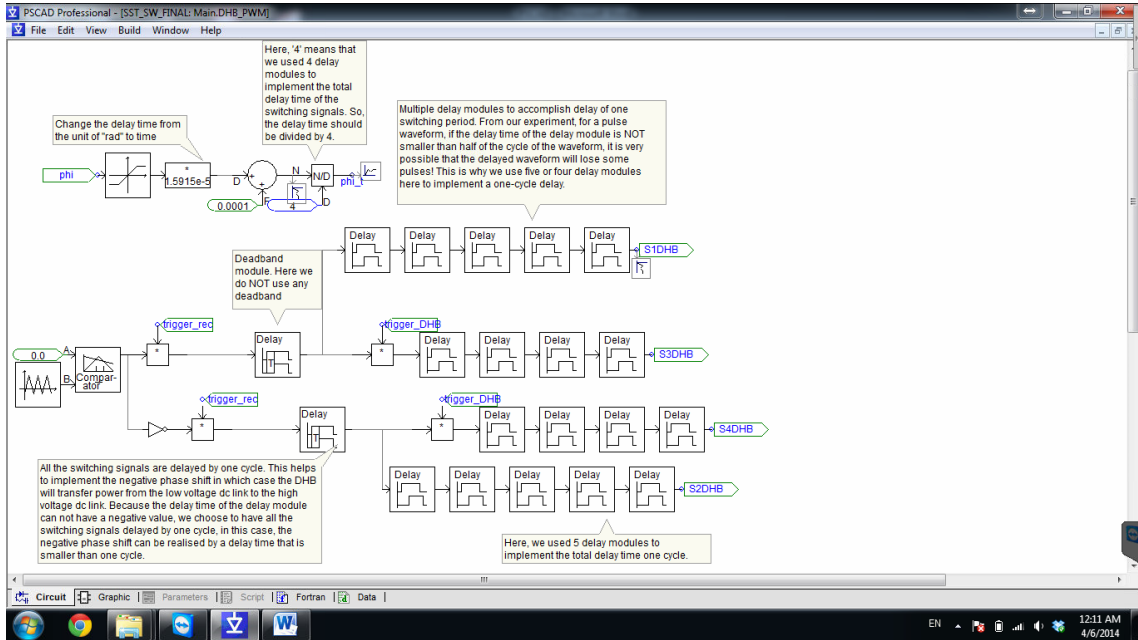 PSCAD Professional - [SST_SW_FINAL: Main.DHB_PWM]
File Edit View Build Window Help
Here, '4' means that
we used 4 delay
modules to
implement the total
delay time of the
switching signals. So,
the delay time should
be divided by 4.
Change the delay time from
the unit of "rad" to time
Multiple delay modules to accomplish delay of one
switching period. From our experiment, for a pulse
waveform, if the delay time of the delay module is NOT
smaller than half of the cycle of the waveform, it is very
possible that the delayed waveform will lose some
pulses! This is why we use five or four delay modules
here to implement a one-cycle delay.
phi
*
1.5915e-5
D
+
+
F
0.0001
N
N/D
D
4
phi_t
Delay Delay Delay Delay Delay
S1DHB
Deadband
module. Here we
do NOT use any
deadband
trigger_rec
trigger_DHB
0.0
A
B
Compar-
ator
*
Delay
T
*
Delay Delay Delay Delay
S3DHB
trigger_rec
trigger_DHB
*
Delay
T
*
Delay Delay Delay Delay
S4DHB
Delay Delay Delay Delay Delay
S2DHB
All the switching signals are delayed by one cycle. This helps
to implement the negative phase shift in which case the DHB
will transfer power from the low voltage dc link to the high
voltage dc link. Because the delay time of the delay module
can not have a negative value, we choose to have all the
switching signals delayed by one cycle, in this case, the
negative phase shift can be realised by a delay time that is
smaller than one cycle.
Here, we used 5 delay modules to
implement the total delay time one cycle.
Circuit Graphic Parameters Script Fortran Data
EN
12:11 AM
4/6/2014